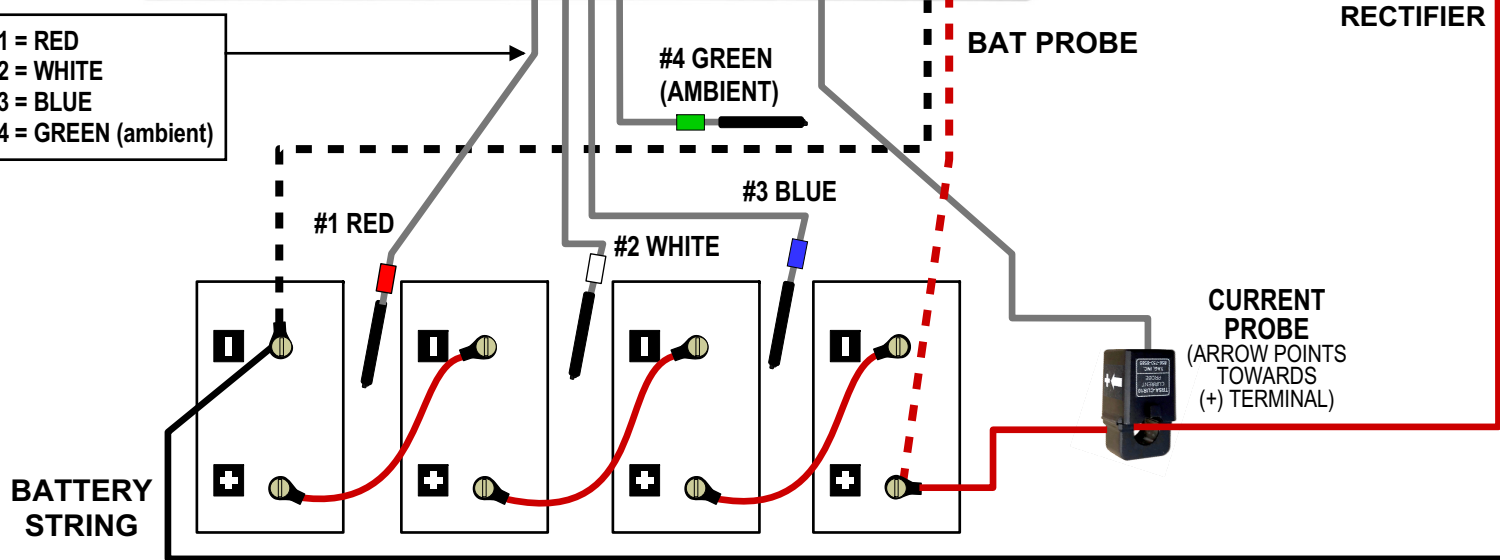 RECTIFIER
1 = RED
2 = WHITE
3 = BLUE
4 = GREEN (ambient)
BAT PROBE
#4 GREEN
(AMBIENT)
#3 BLUE
#1 RED
#2 WHITE
CURRENT
PROBE
(ARROW POINTS
TOWARDS
(+) TERMINAL)
BATTERY
STRING